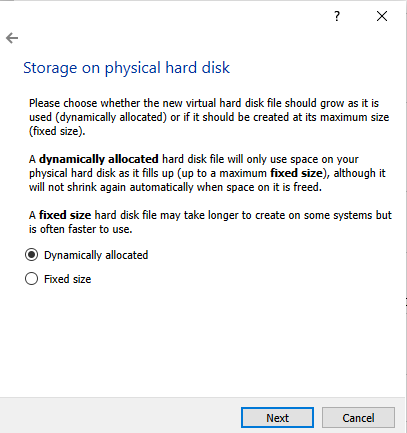 ?
Storage on physical hard disk
Please choose whether the new virtual hard disk file should grow as it is
used (dynamically allocated) or if it should be created at its maximum size
(fixed size).
A dynamically allocated hard disk file will only use space on your
physical hard disk as it fills up (up to a maximum fixed size), although it
will not shrink again automatically when space on it is freed.
A fixed size hard disk file may take longer to create on some systems but
is often faster to use.
Dynamically allocated
Fixed size
Next
Cancel